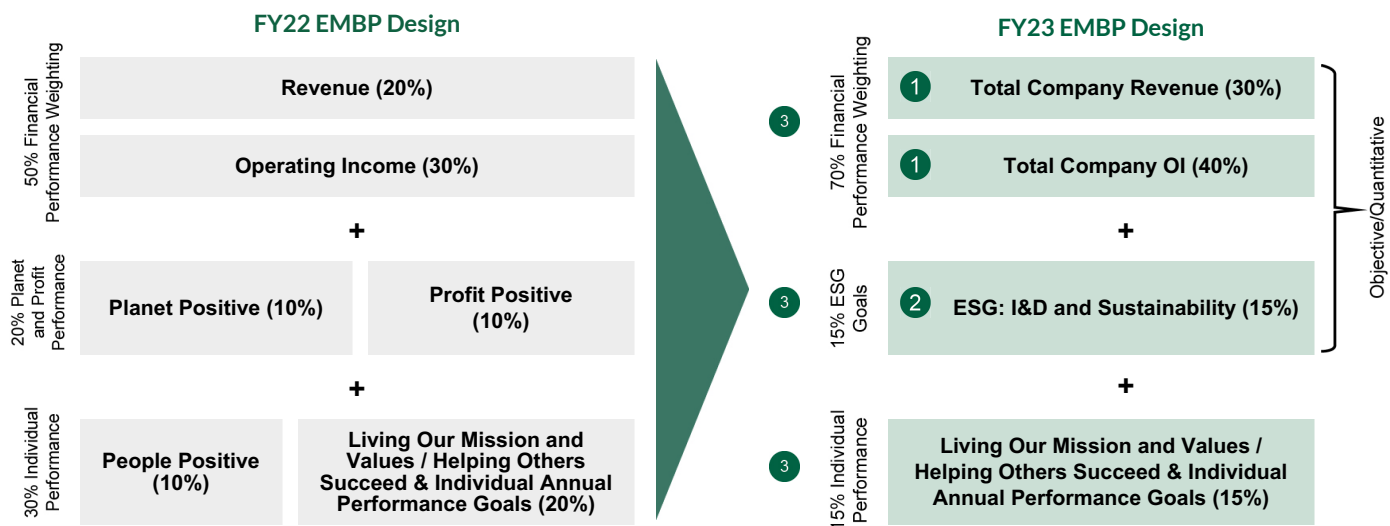 FY22 EMBP Design
50% Financial
Performance Weighting
Revenue (20%)
Operating Income (30%)
+
20% Planet
and Profit
Performance
Planet Positive (10%)
Profit Positive
(10%)
+
30% Individual
Performance
People Positive
(10%)
Living Our Mission and
Values / Helping Others
Succeed & Individual Annual
Performance Goals (20%)
3
3
3
FY23 EMBP Design
70% Financial
Performance Weighting
1
Total Company Revenue (30%)
1
Total Company OI (40%)
+
15% ESG
Goals
2
ESG: I&D and Sustainability (15%)
Objective/Quantitative
+
15% Individual
Performance
Living Our Mission and Values /
Helping Others Succeed & Individual
Annual Performance Goals (15%)